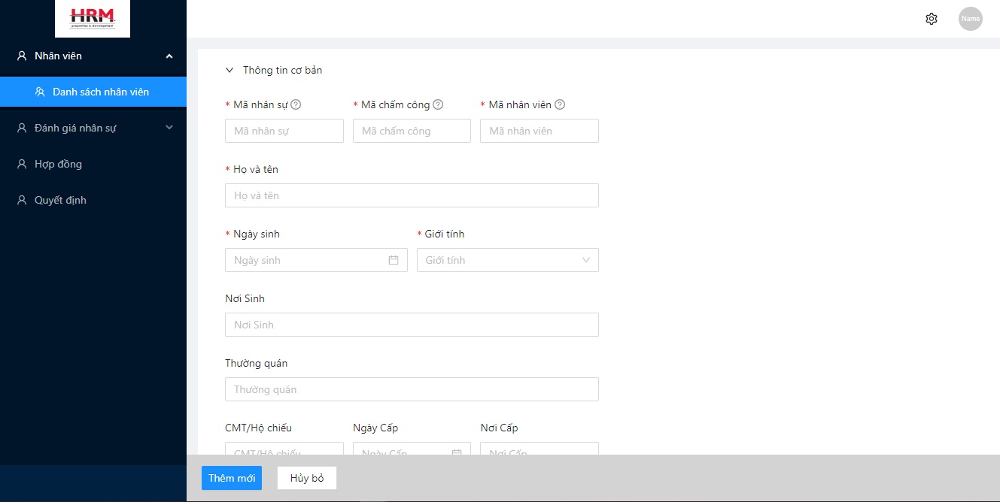 HRM
properties & development
Name
Nhân viên
Danh sách nhân viên
Đánh giá nhân sự
Hợp đồng
Quyết định
Thông tin cơ bản
* Mã nhân sự ? * Mã chấm công ? * Mã nhân viên ?
Mã nhân sự Mã chấm công Mã nhân viên
* Họ và tên
Họ và tên
* Ngày sinh * Giới tính
Ngày sinh Giới tính
Nơi Sinh
Nơi Sinh
Thường quán
Thường quán
CMT/Hộ chiếu Ngày Cấp Nơi Cấp
CMT/Hộ chiếu Ngày Cấp Nơi Cấp
Thêm mới Hủy bỏ